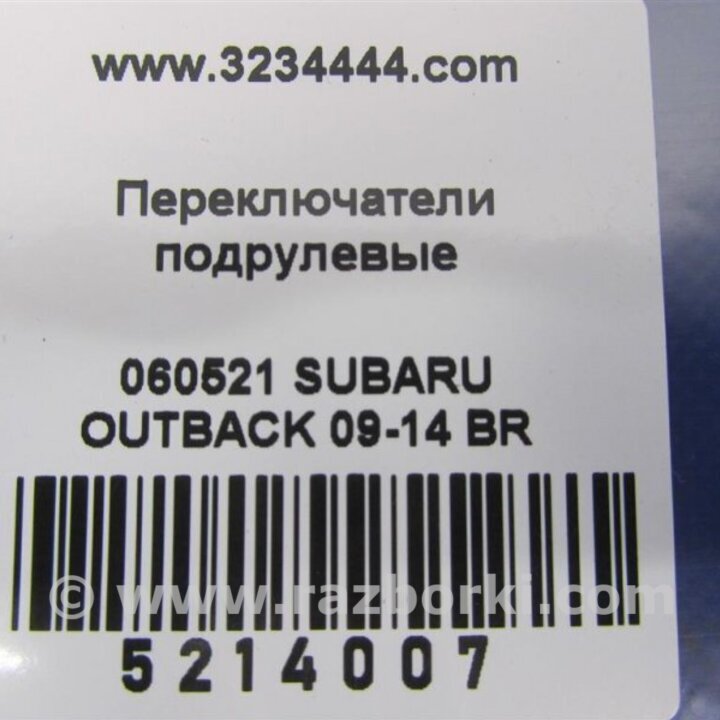 www.3234444.com
Переключатели
подрулевые
060521 SUBARU
OUTBACK 09-14 BR
© www.razborki.com
5214007